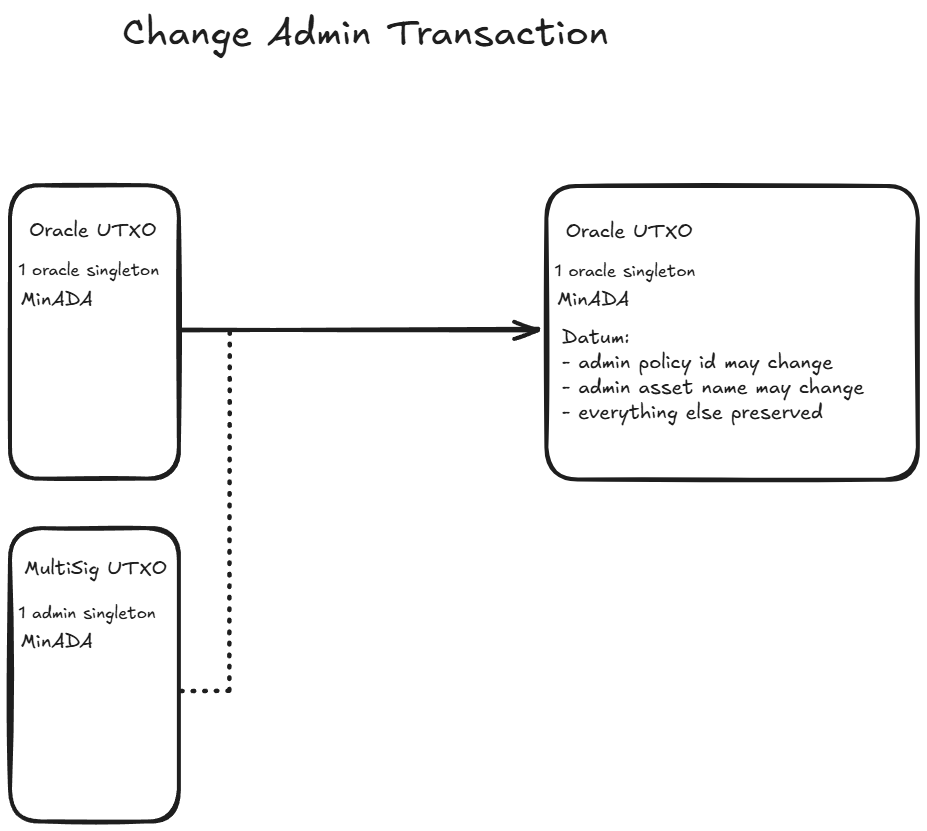 Change Admin Transaction
Oracle UTXO
1 oracle singleton
MinADA
Oracle UTXO
1 oracle singleton
MinADA
Datum:
- admin policy id may change
- admin asset name may change
- everything else preserved
MultiSig UTXO
1 admin singleton
MinADA